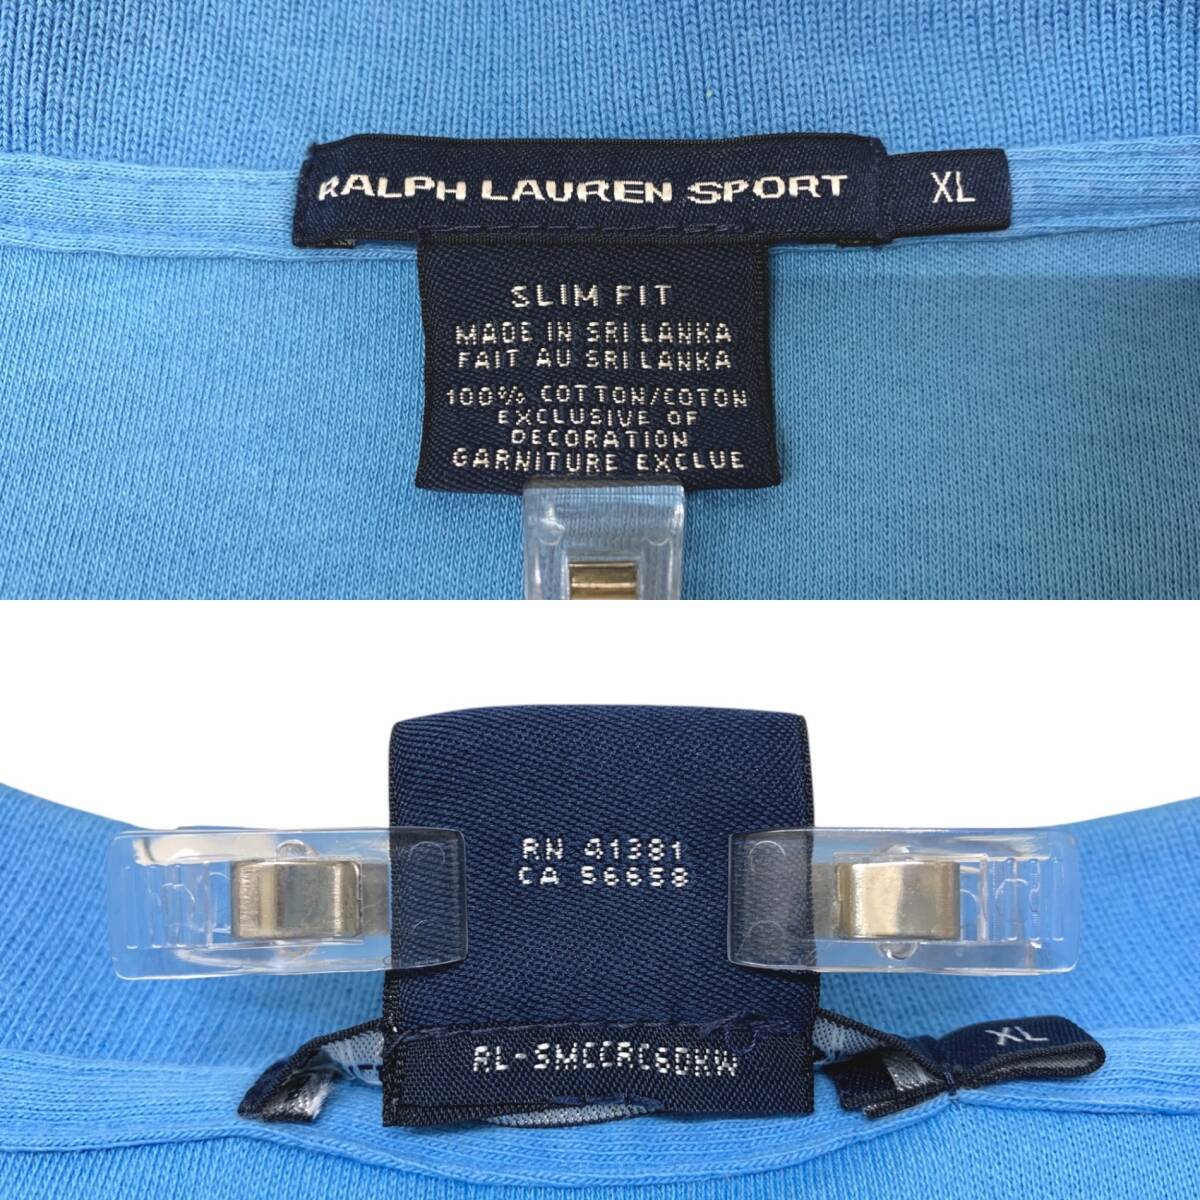 RALPH LAUREN SPORT
XL
SLIM FIT
MADE IN SRI LANKA
FAIT AU SRI LANKA
100% COTTON/COTON
EXCLUSIVE OF
DECORATION
GARNITURE EXCLUE
RN 41381
CA 56658
RL-SMCCRC6DKW
XL